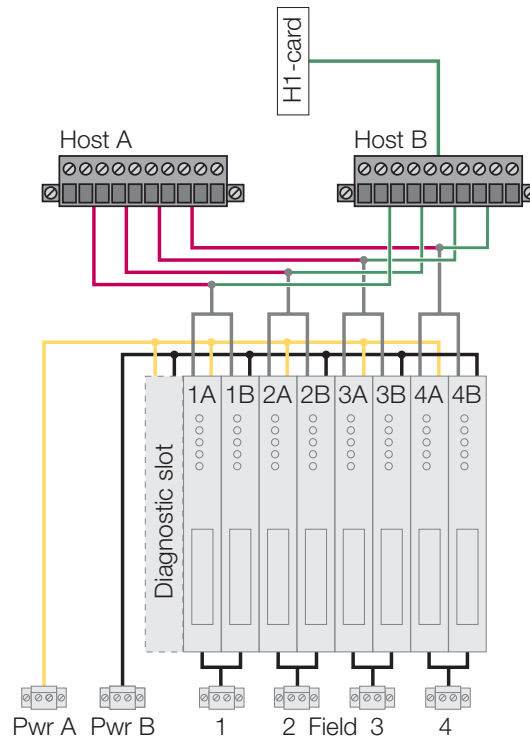 H1-card
Host A
Host B
1A 1B 2A 2B 3A 3B 4A 4B
Diagnostic slot
Pwr A Pwr B 1 2 Field 3 4